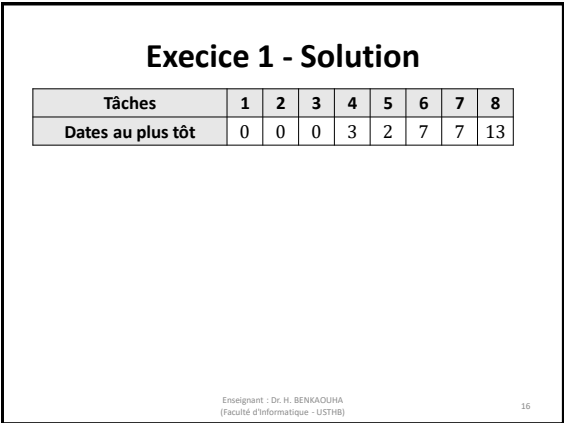 Execice 1 - Solution
Tâches 1 2 3 4 5 6 7 8
Dates au plus tôt 0 0 0 3 2 7 7 13
Enseignant : Dr. H. BENKAOUHA
(Faculté d'Informatique - USTHB)
16